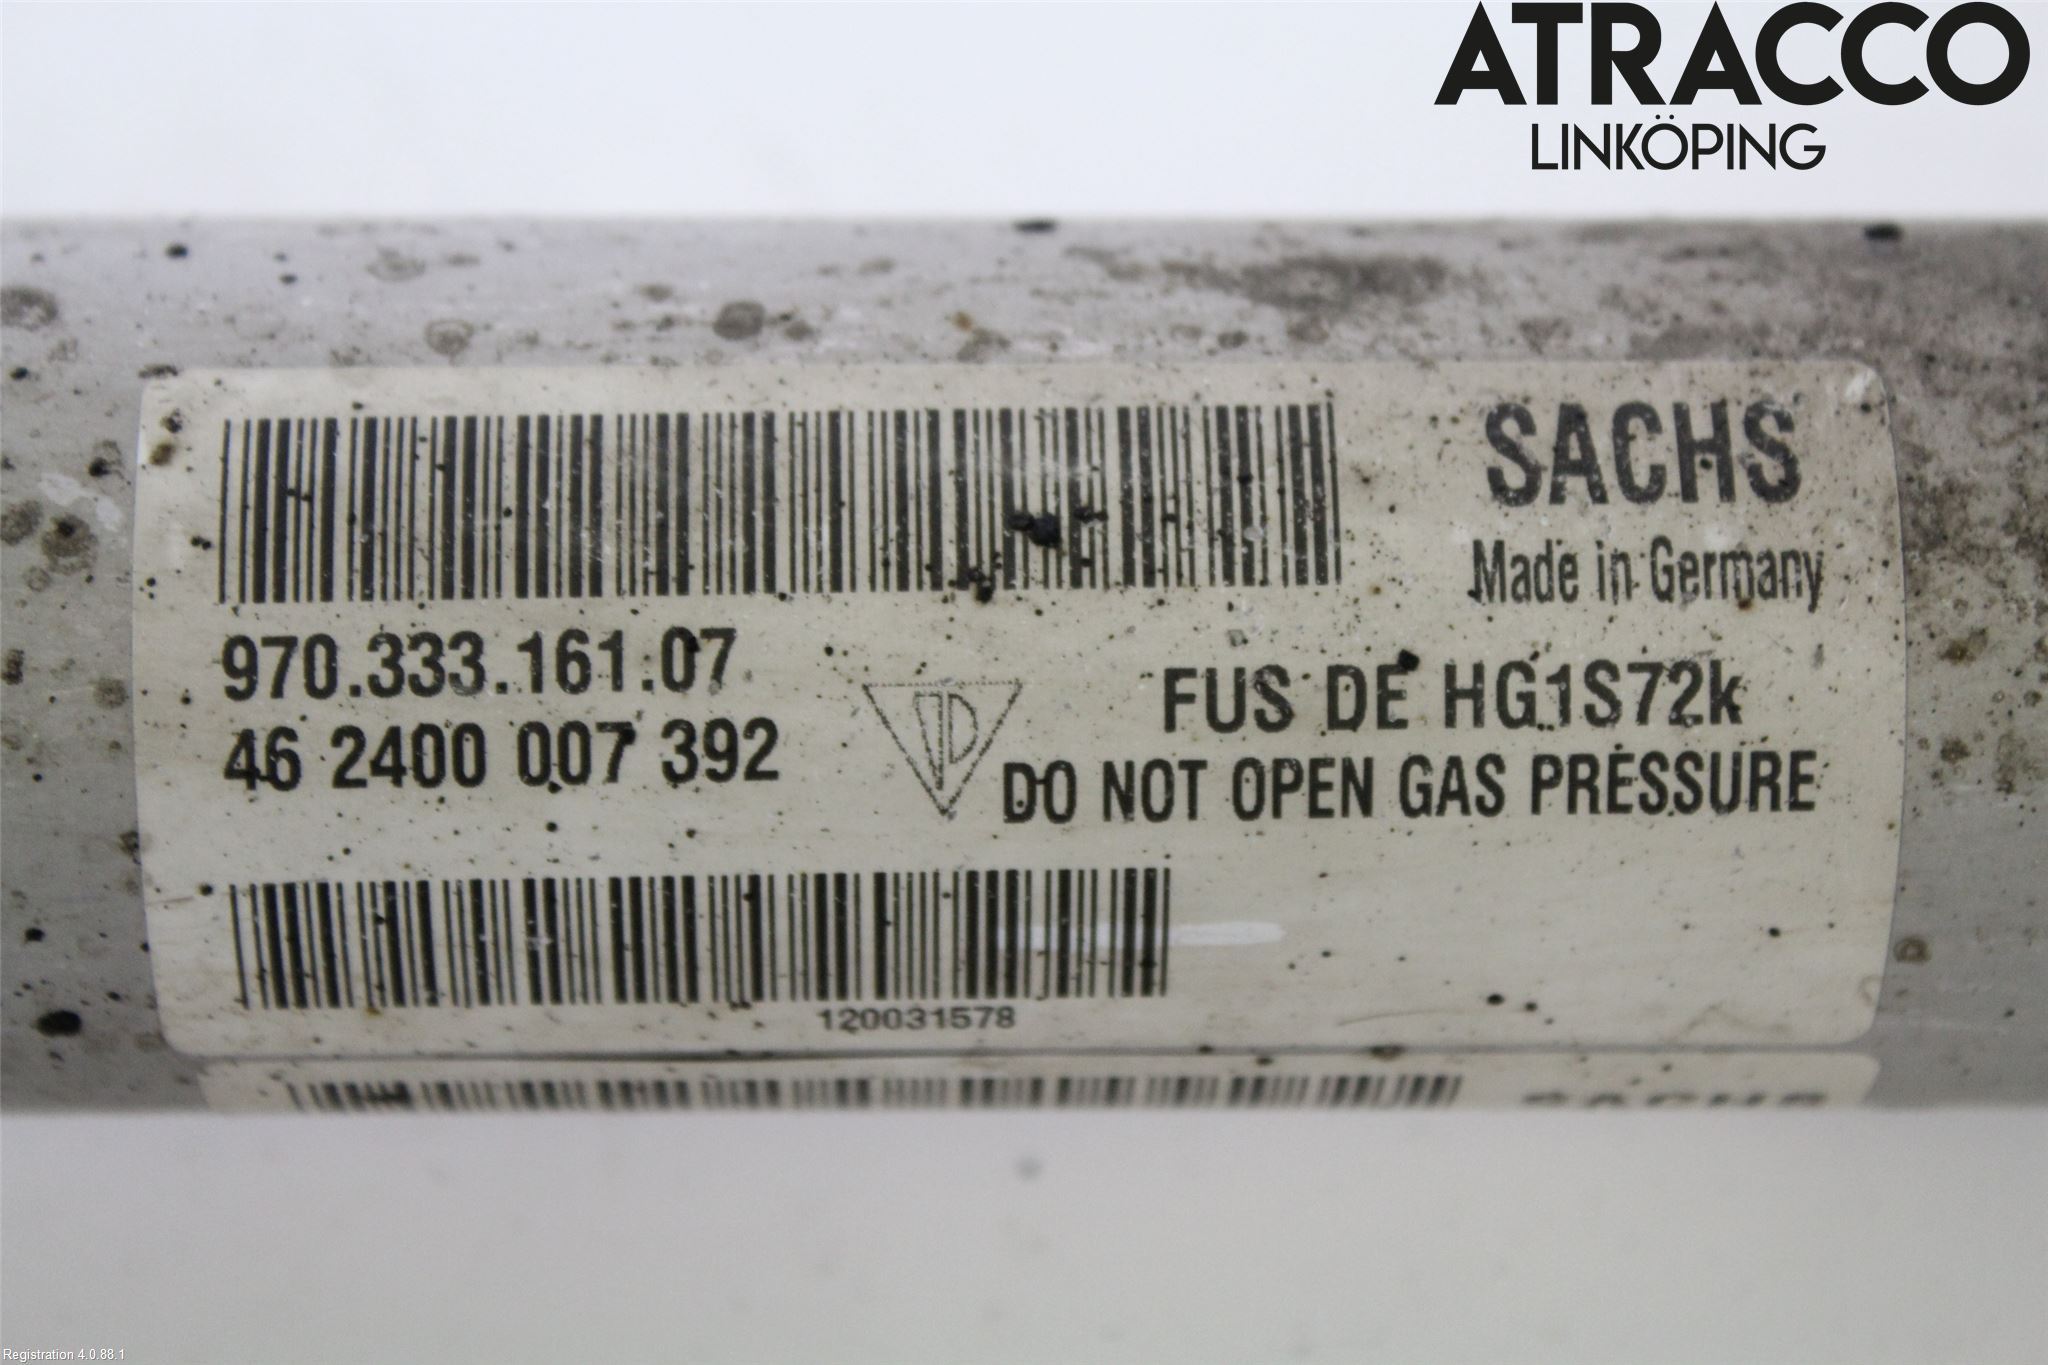 ATRACCO
LINKÖPING
SACHS
Made in Germany
970.333.161.07
46 2400 007 392
FUS DE HG1S72k
DO NOT OPEN GAS PRESSURE
120031578
SACHS
Registration 4.0.88.1